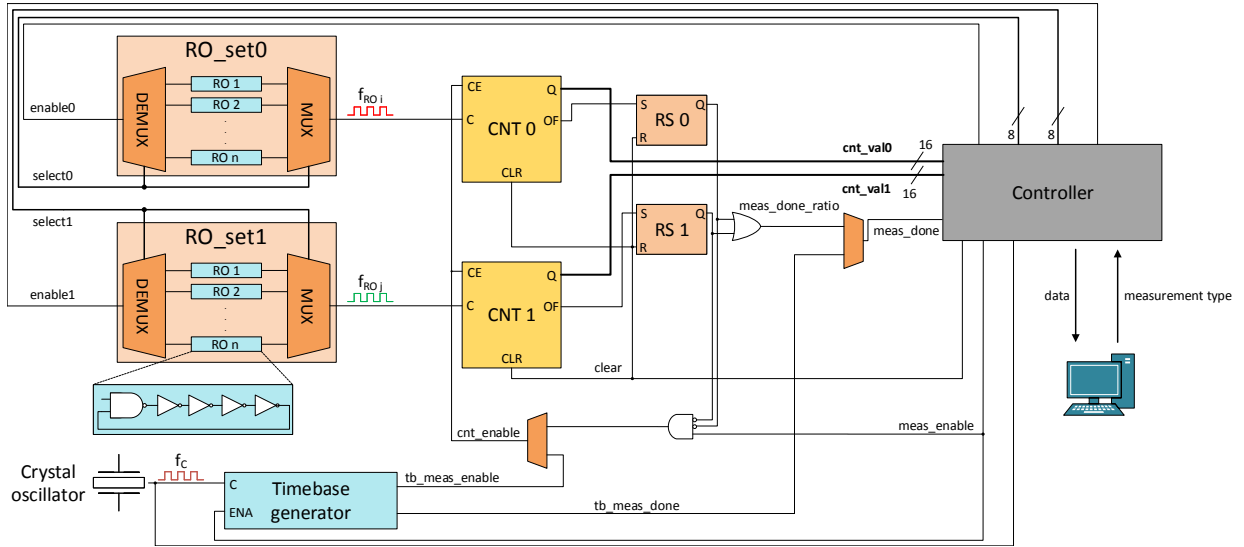 RO_set0
DEMUX
RO 1
RO 2
RO n
MUX
enable0
select0
f_RO i
CE
C
Q
OF
CNT 0
CLR
S
R
Q
RS 0
cnt_val0
16
cnt_val1
16
8
8
Controller
select1
RO_set1
DEMUX
RO 1
RO 2
RO n
MUX
enable1
f_RO j
CE
C
Q
OF
CNT 1
CLR
S
R
Q
RS 1
meas_done_ratio
meas_done
data
measurement type
clear
cnt_enable
meas_enable
Crystal
oscillator
f_C
C
ENA
Timebase
generator
tb_meas_enable
tb_meas_done